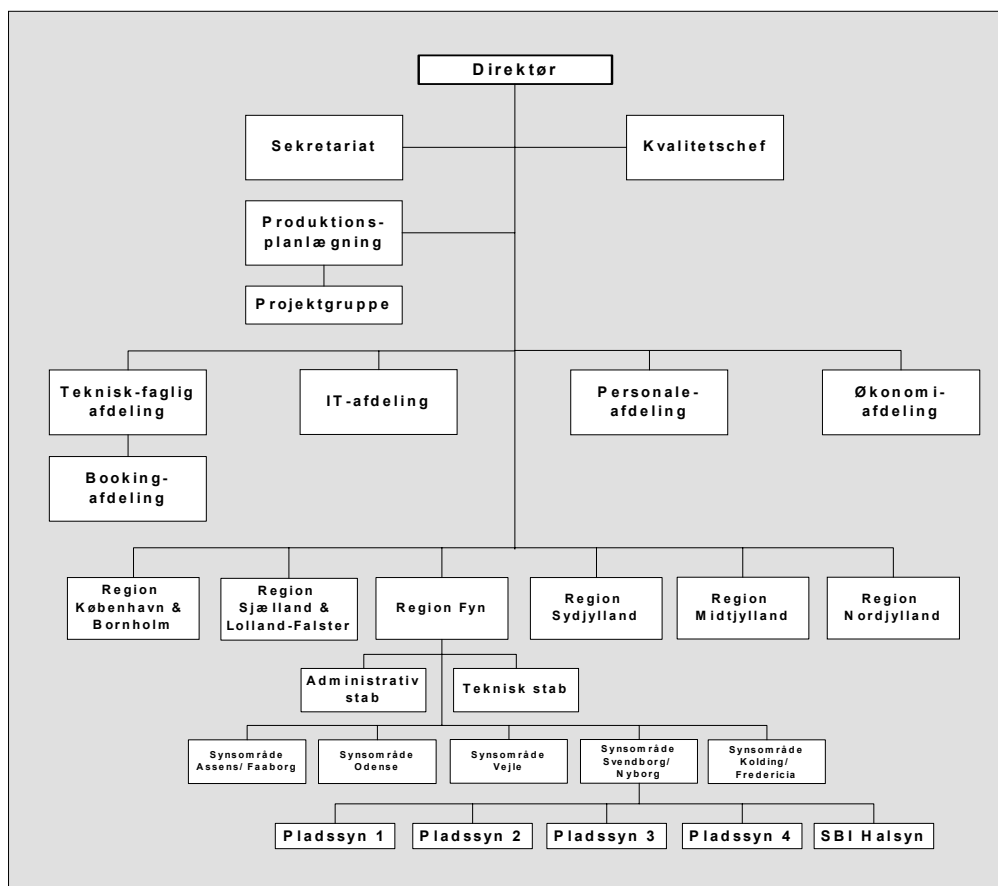 Direktør
Sekretariat
Kvalitetschef
Produktions-
planlægning
Projektgruppe
Teknisk-faglig
afdeling
IT-afdeling
Personale-
afdeling
Økonomi-
afdeling
Booking-
afdeling
Region
København &
Bornholm
Region
Sjælland &
Lolland-Falster
Region Fyn
Region
Sydjylland
Region
Midtjylland
Region
Nordjylland
Administrativ
stab
Teknisk stab
Synsområde
Assens/ Faaborg
Synsområde
Odense
Synsområde
Vejle
Synsområde
Svendborg/
Nyborg
Synsområde
Kolding/
Fredericia
Pladssyn 1
Pladssyn 2
Pladssyn 3
Pladssyn 4
SBI Halsyn